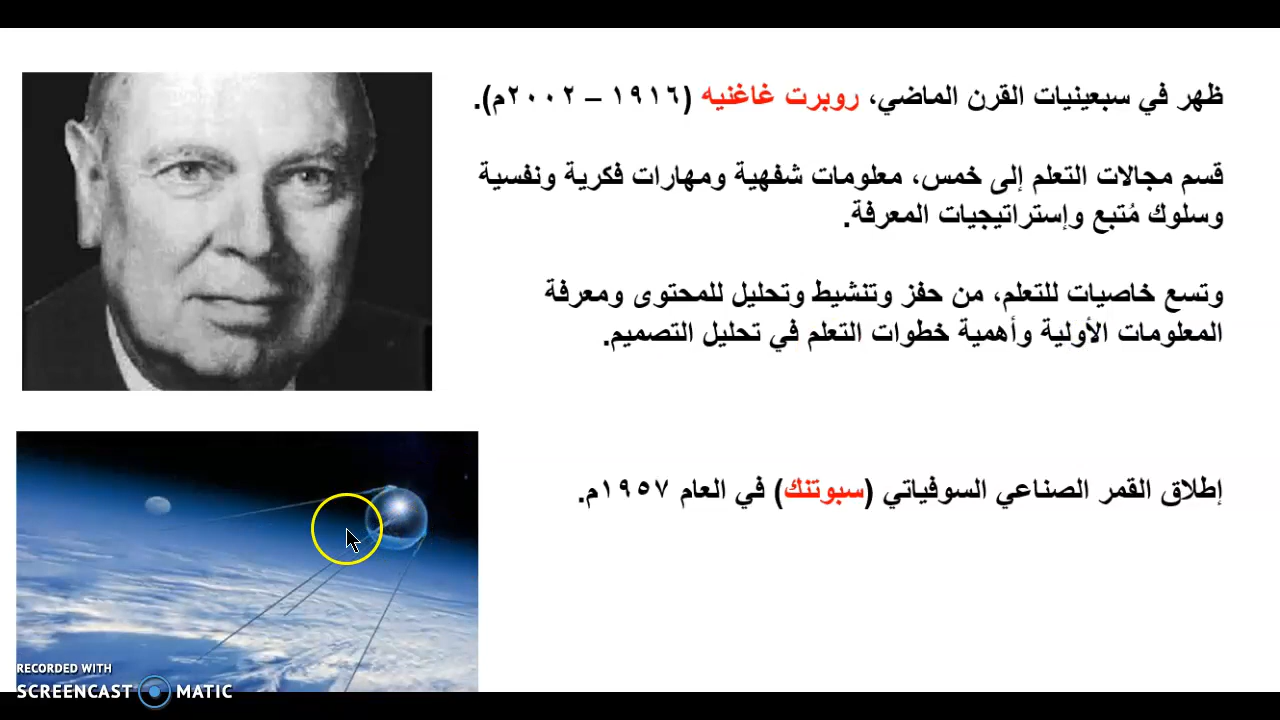 ظهر في سبعينيات القرن الماضي، روبرت غاغنيه (١٩١٦ – ٢٠٠٢م).
قسم مجالات التعلم إلى خمس، معلومات شفهية ومهارات فكرية ونفسية
وسلوك مُتبع وإستراتيجيات المعرفة.
وتسع خاصيات للتعلم، من حفز وتنشيط وتحليل للمحتوى ومعرفة
المعلومات الأولية وأهمية خطوات التعلم في تحليل التصميم.
إطلاق القمر الصناعي السوفياتي (سبوتنك) في العام ١٩٥٧م.
RECORDED WITH
SCREENCAST MATIC